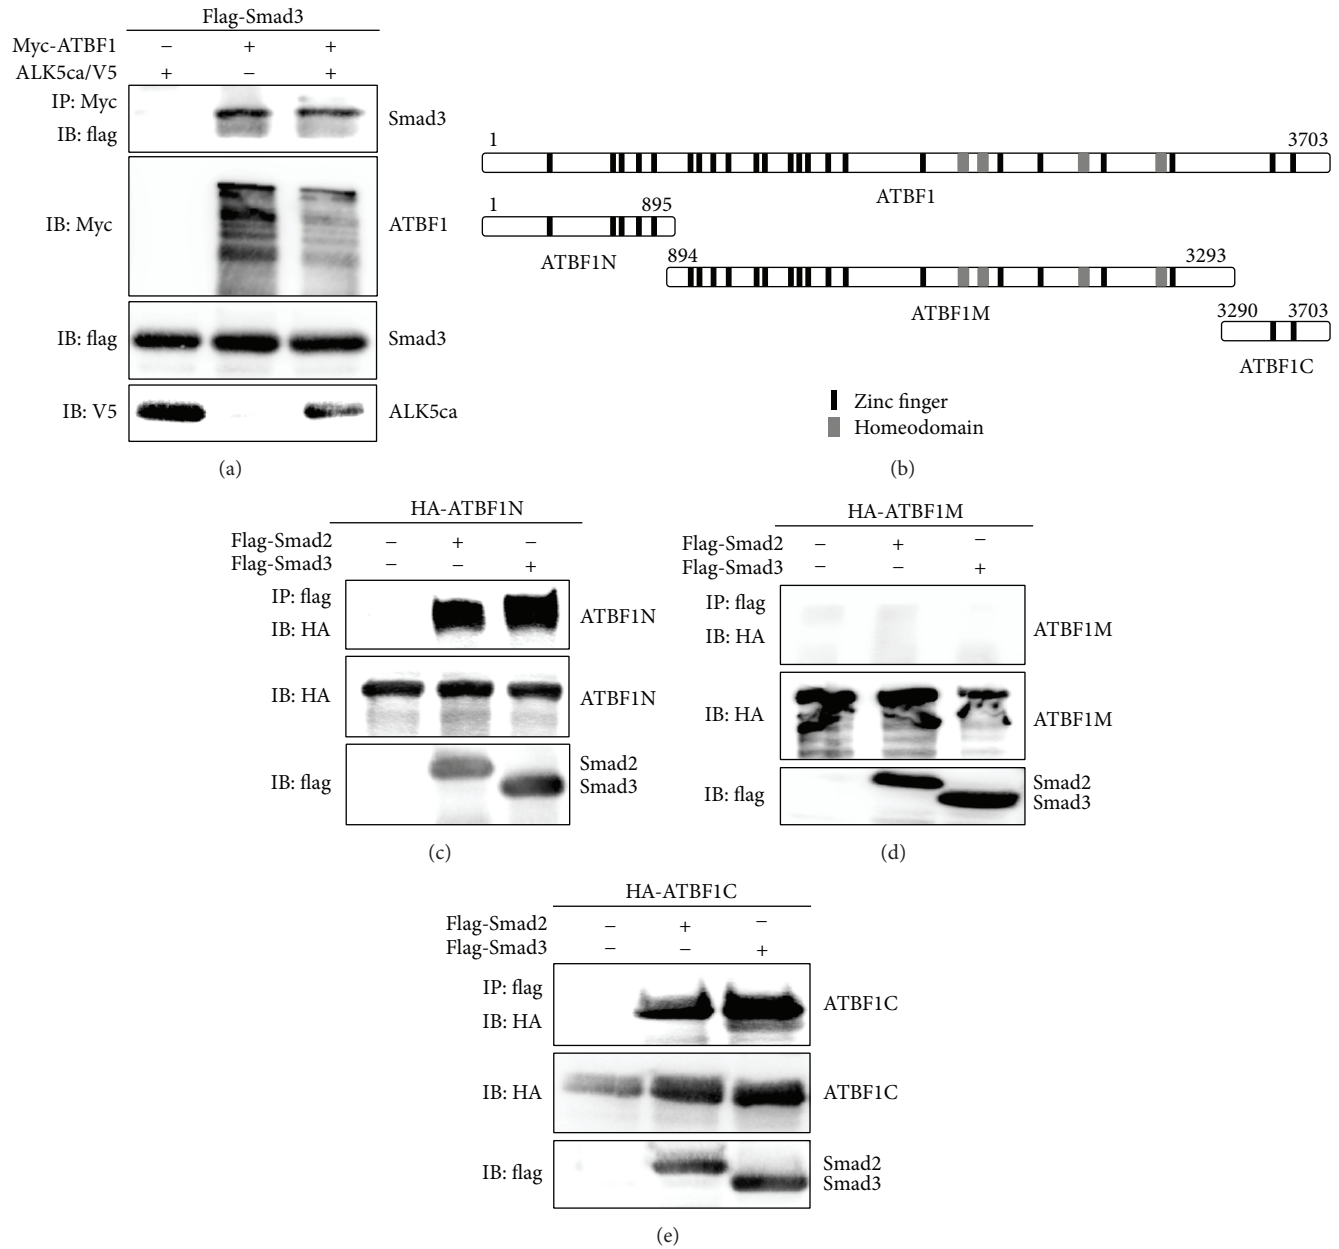 Flag-Smad3
Myc-ATBF1 − + +
ALK5ca/V5 + − +
IP: Myc
IB: flag
Smad3
IB: Myc
ATBF1
IB: flag
Smad3
IB: V5
ALK5ca
(a)
1 3703
ATBF1
1 895
ATBF1N
894 3293
ATBF1M
3290 3703
ATBF1C
Zinc finger
Homeodomain
(b)
HA-ATBF1N
Flag-Smad2 − + −
Flag-Smad3 − − +
IP: flag
IB: HA
ATBF1N
IB: HA
ATBF1N
IB: flag
Smad2
Smad3
(c)
HA-ATBF1M
Flag-Smad2 − + −
Flag-Smad3 − − +
IP: flag
IB: HA
ATBF1M
IB: HA
ATBF1M
IB: flag
Smad2
Smad3
(d)
HA-ATBF1C
Flag-Smad2 − + −
Flag-Smad3 − − +
IP: flag
IB: HA
ATBF1C
IB: HA
ATBF1C
IB: flag
Smad2
Smad3
(e)